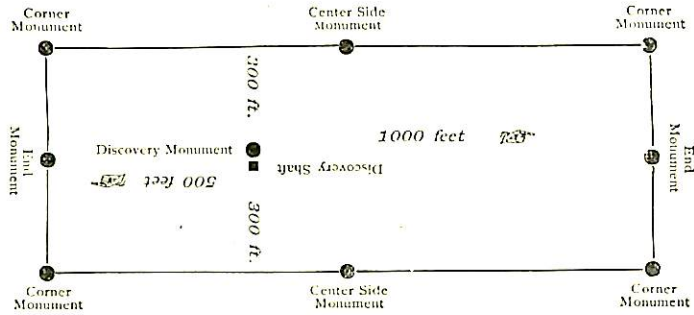 Corner
Monument
Center Side
Monument
Corner
Monument
300 ft.
1000 feet
Discovery Monument
Discovery Shaft
500 feet
End
Monument
End
Monument
300 ft.
Corner
Monument
Center Side
Monument
Corner
Monument